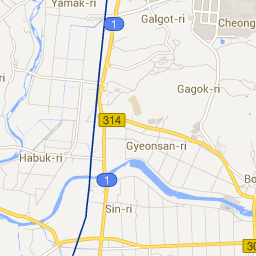 Yamak-ri
Galgot-ri
1
Cheong
ri
Gagok-ri
314
Gyeonsan-ri
Habuk-ri
1
Bo
Sin-ri
30